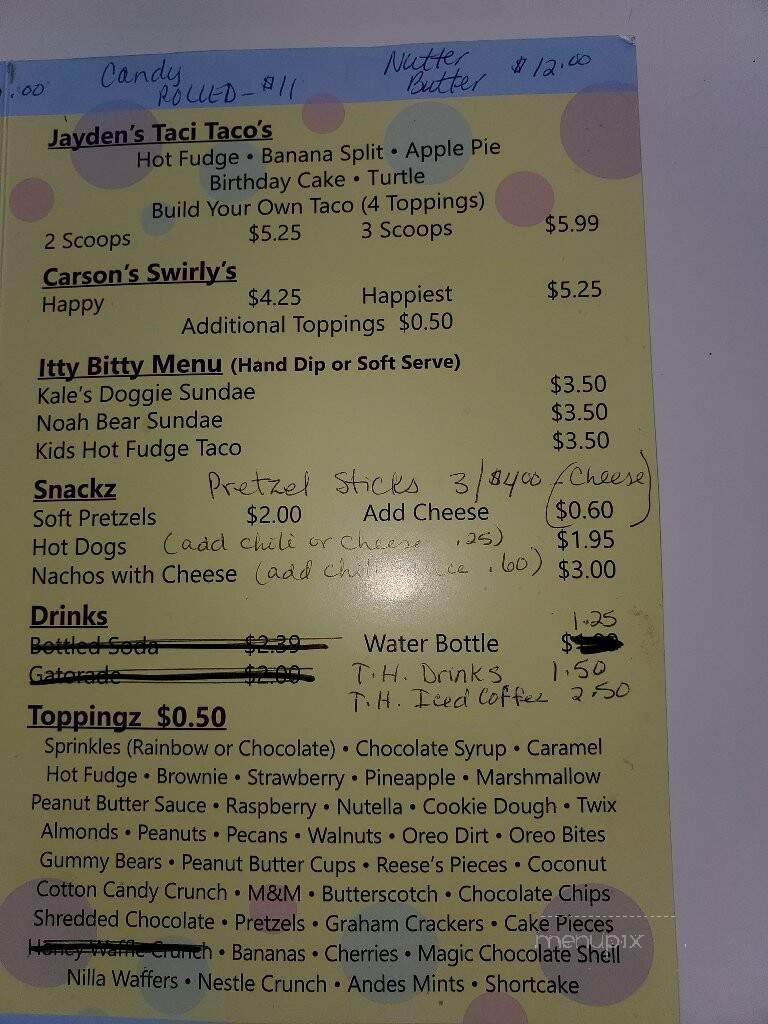 .00 Candy Nutter $12.00
ROLLED - $11 Butter
Jayden's Taci Taco's
Hot Fudge • Banana Split • Apple Pie
Birthday Cake • Turtle
Build Your Own Taco (4 Toppings)
2 Scoops $5.25 3 Scoops $5.99
Carson's Swirly's
Happy $4.25 Happiest $5.25
Additional Toppings $0.50
Itty Bitty Menu (Hand Dip or Soft Serve)
Kale's Doggie Sundae $3.50
Noah Bear Sundae $3.50
Kids Hot Fudge Taco $3.50
Snackz Pretzel Sticks 3/$4.00 - Cheese
Soft Pretzels $2.00 Add Cheese $0.60
Hot Dogs (add chili or cheese .25) $1.95
Nachos with Cheese (add chili .60) $3.00
Drinks 1.25
Bottled Soda $2.39 Water Bottle $
Gatorade $2.00 T.H. Drinks 1.50
T.H. Iced Coffee 2.50
Toppingz $0.50
Sprinkles (Rainbow or Chocolate) • Chocolate Syrup • Caramel
Hot Fudge • Brownie • Strawberry • Pineapple • Marshmallow
Peanut Butter Sauce • Raspberry • Nutella • Cookie Dough • Twix
Almonds • Peanuts • Pecans • Walnuts • Oreo Dirt • Oreo Bites
Gummy Bears • Peanut Butter Cups • Reese's Pieces • Coconut
Cotton Candy Crunch • M&M • Butterscotch • Chocolate Chips
Shredded Chocolate • Pretzels • Graham Crackers • Cake Pieces
Honey Waffle Crunch • Bananas • Cherries • Magic Chocolate Shell
Nilla Waffers • Nestle Crunch • Andes Mints • Shortcake
menupix